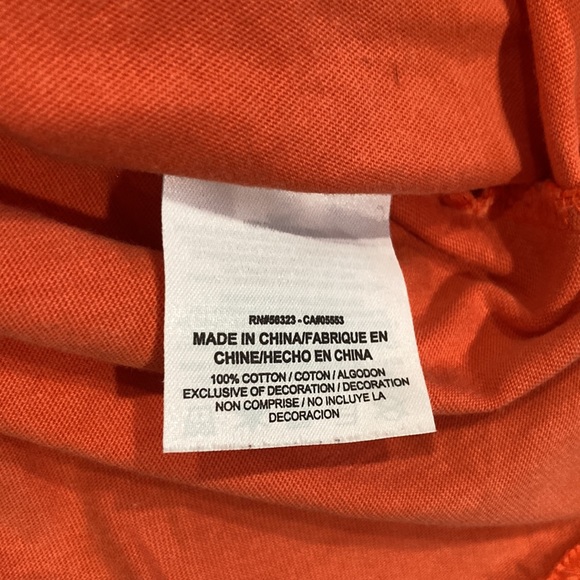 RN#56323 - CA#05553
MADE IN CHINA/FABRIQUE EN
CHINE/HECHO EN CHINA
100% COTTON / COTON / ALGODON
EXCLUSIVE OF DECORATION / DECORATION
NON COMPRISE / NO INCLUYE LA
DECORACION